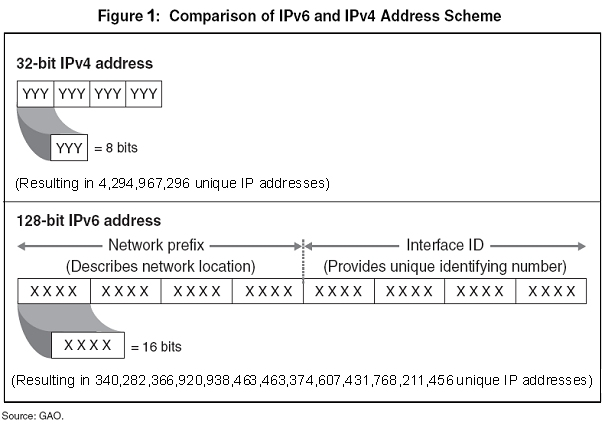 Figure 1: Comparison of IPv6 and IPv4 Address Scheme
32-bit IPv4 address
YYY YYY YYY YYY
YYY = 8 bits
(Resulting in 4,294,967,296 unique IP addresses)
128-bit IPv6 address
Network prefix Interface ID
(Describes network location) (Provides unique identifying number)
XXXX XXXX XXXX XXXX XXXX XXXX XXXX XXXX
XXXX = 16 bits
(Resulting in 340,282,366,920,938,463,463,374,607,431,768,211,456 unique IP addresses)
Source: GAO.